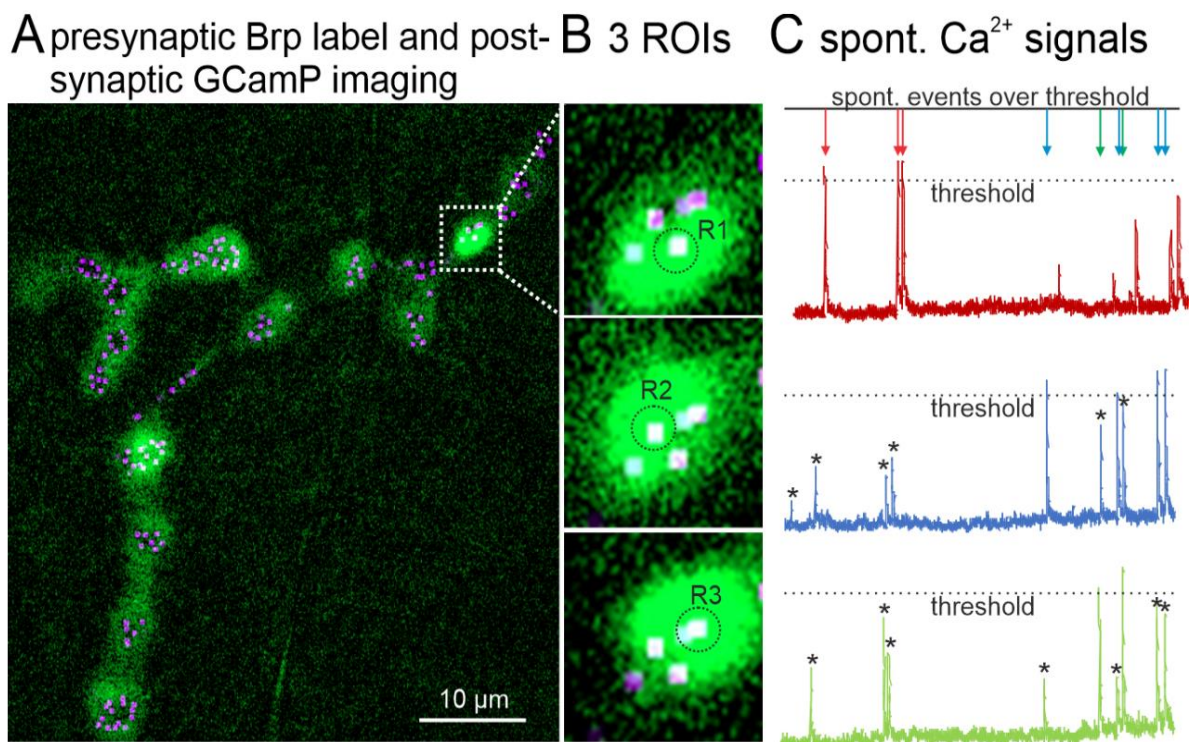 A presynaptic Brp label and post-
synaptic GCamP imaging
10 µm
B 3 ROIs
R1
R2
R3
C spont. Ca²⁺ signals
spont. events over threshold
threshold
threshold
* * * * * *
threshold
* * * * * * *